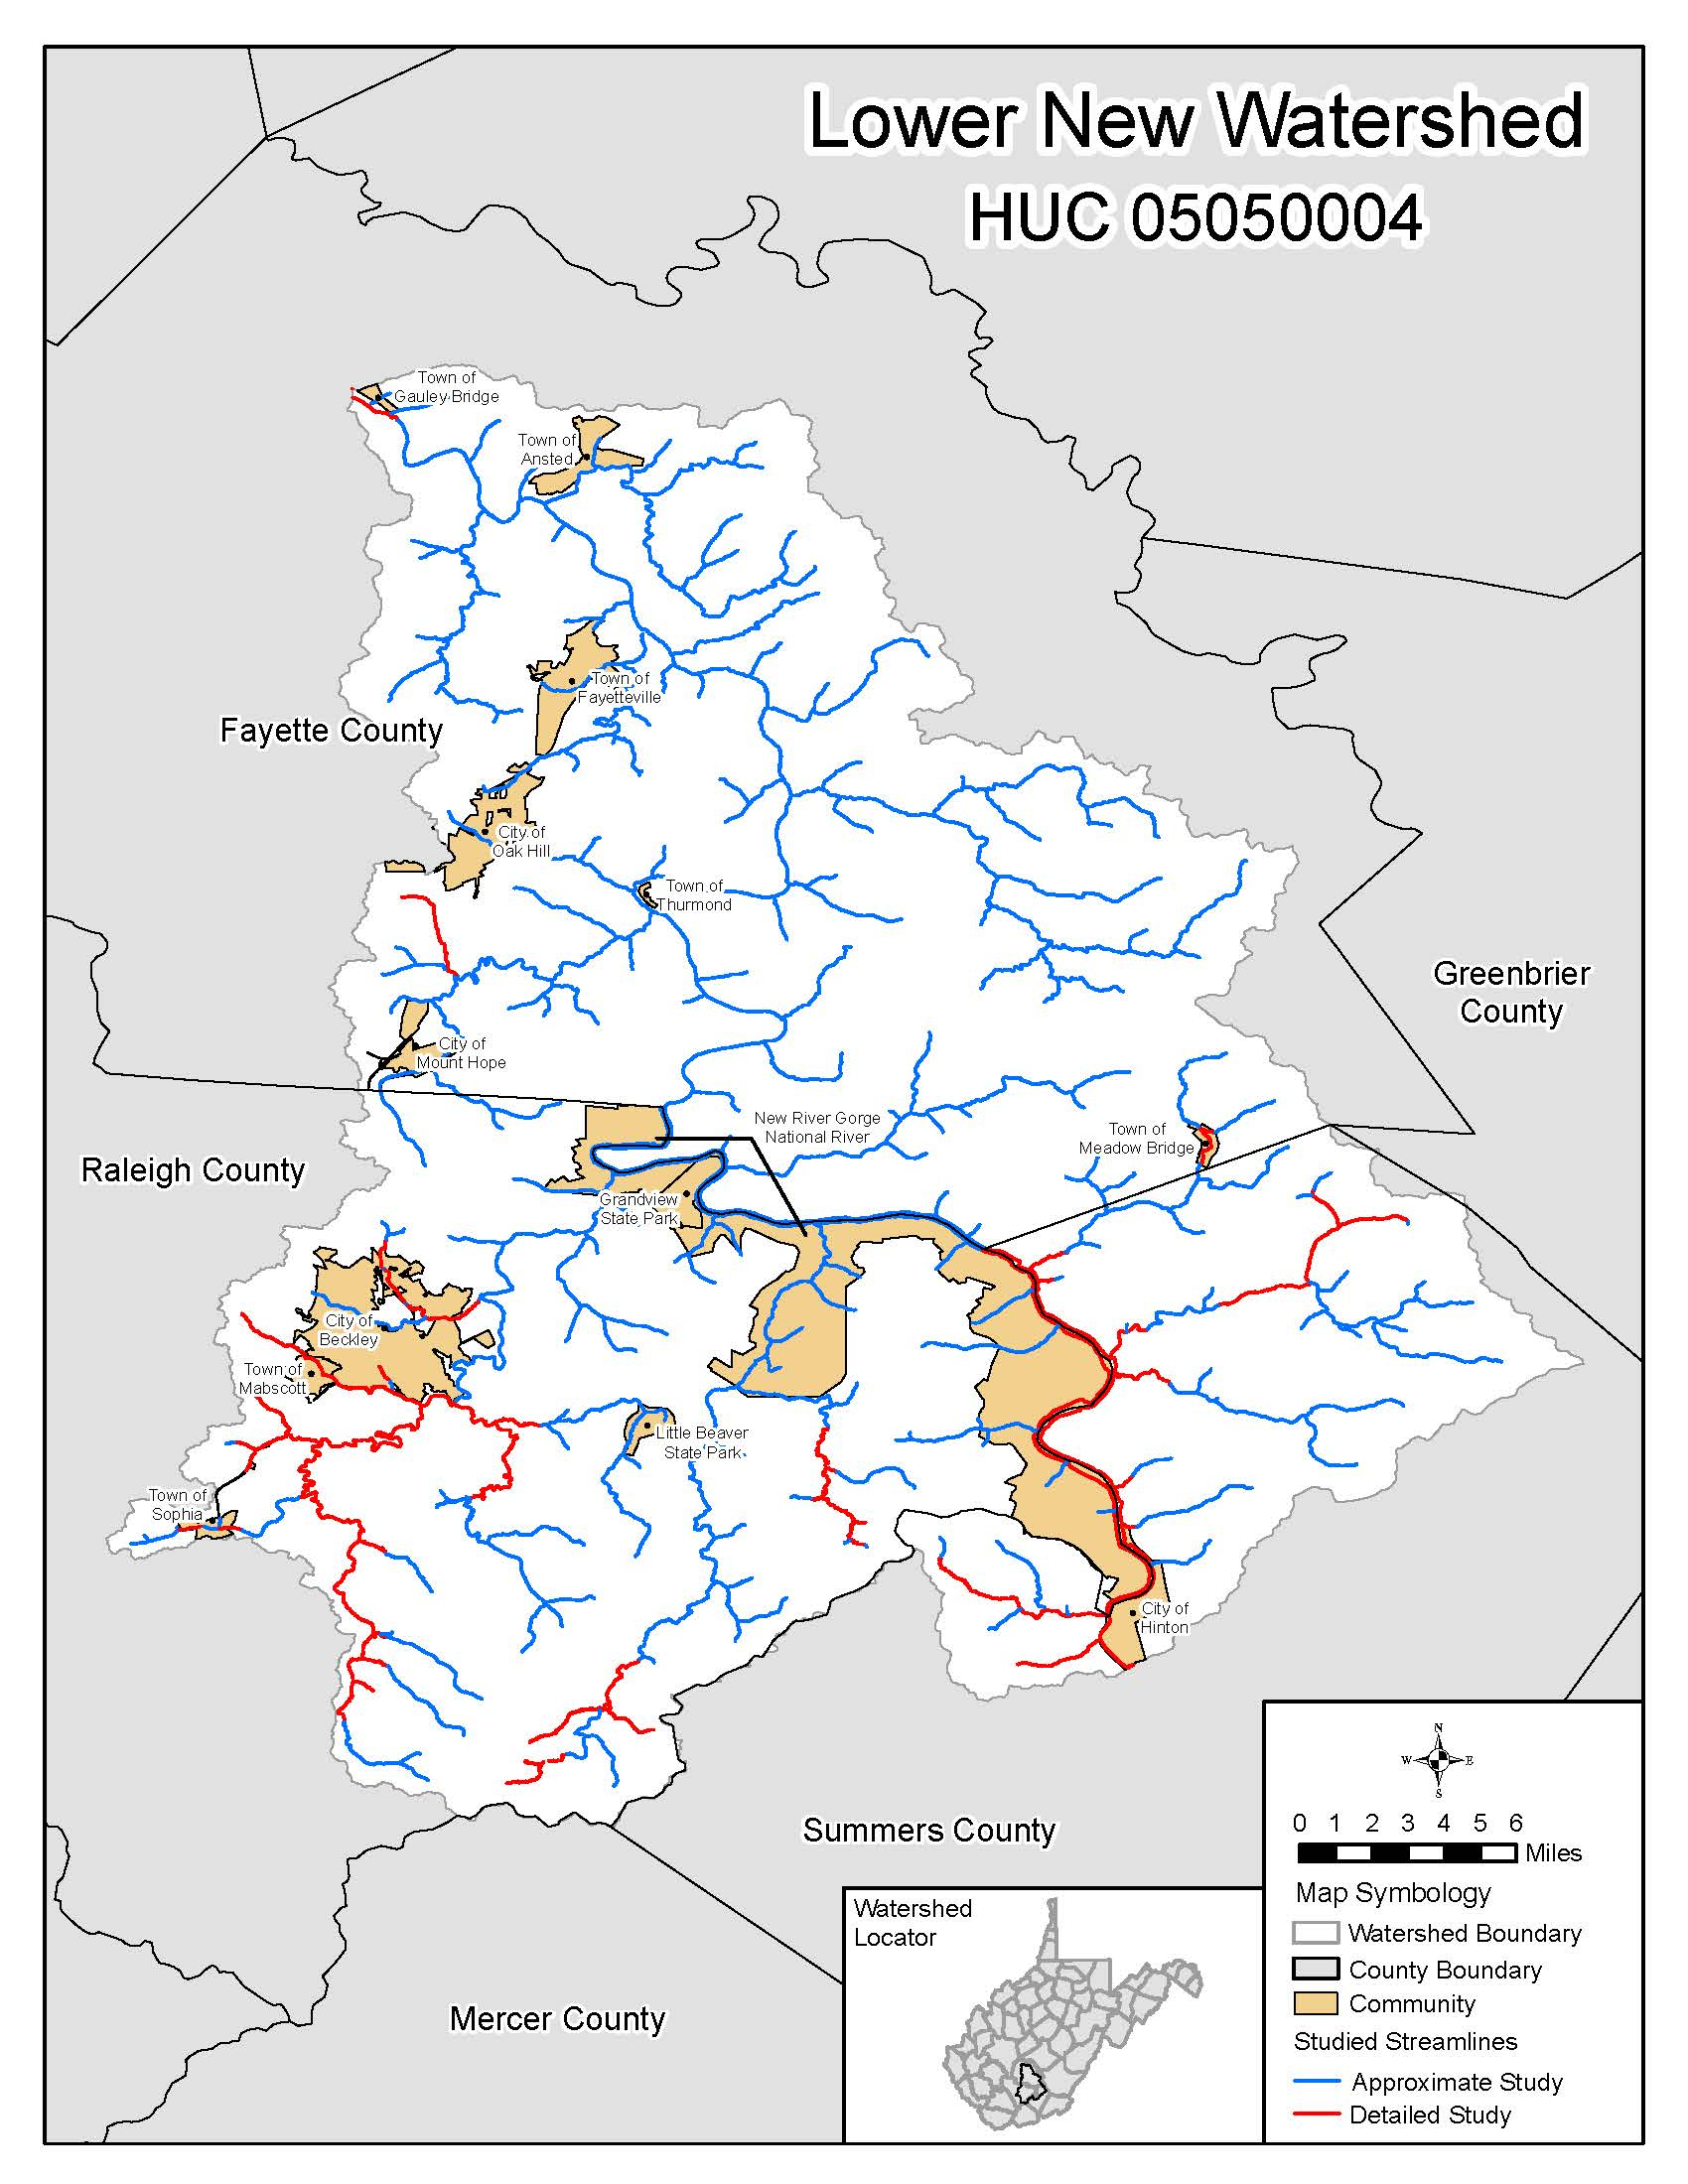 Lower New Watershed
HUC 05050004
Town of
Gauley Bridge
Town of
Ansted
Town of
Fayetteville
Fayette County
City of
Oak Hill
Town of
Thurmond
Greenbrier
County
City of
Mount Hope
New River Gorge
National River
Town of
Meadow Bridge
Raleigh County
Grandview
State Park
City of
Beckley
Town of
Mabscott
Little Beaver
State Park
Town of
Sophia
City of
Hinton
Summers County
Mercer County
Watershed
Locator
N
W E
S
0 1 2 3 4 5 6
Miles
Map Symbology
Watershed Boundary
County Boundary
Community
Studied Streamlines
Approximate Study
Detailed Study